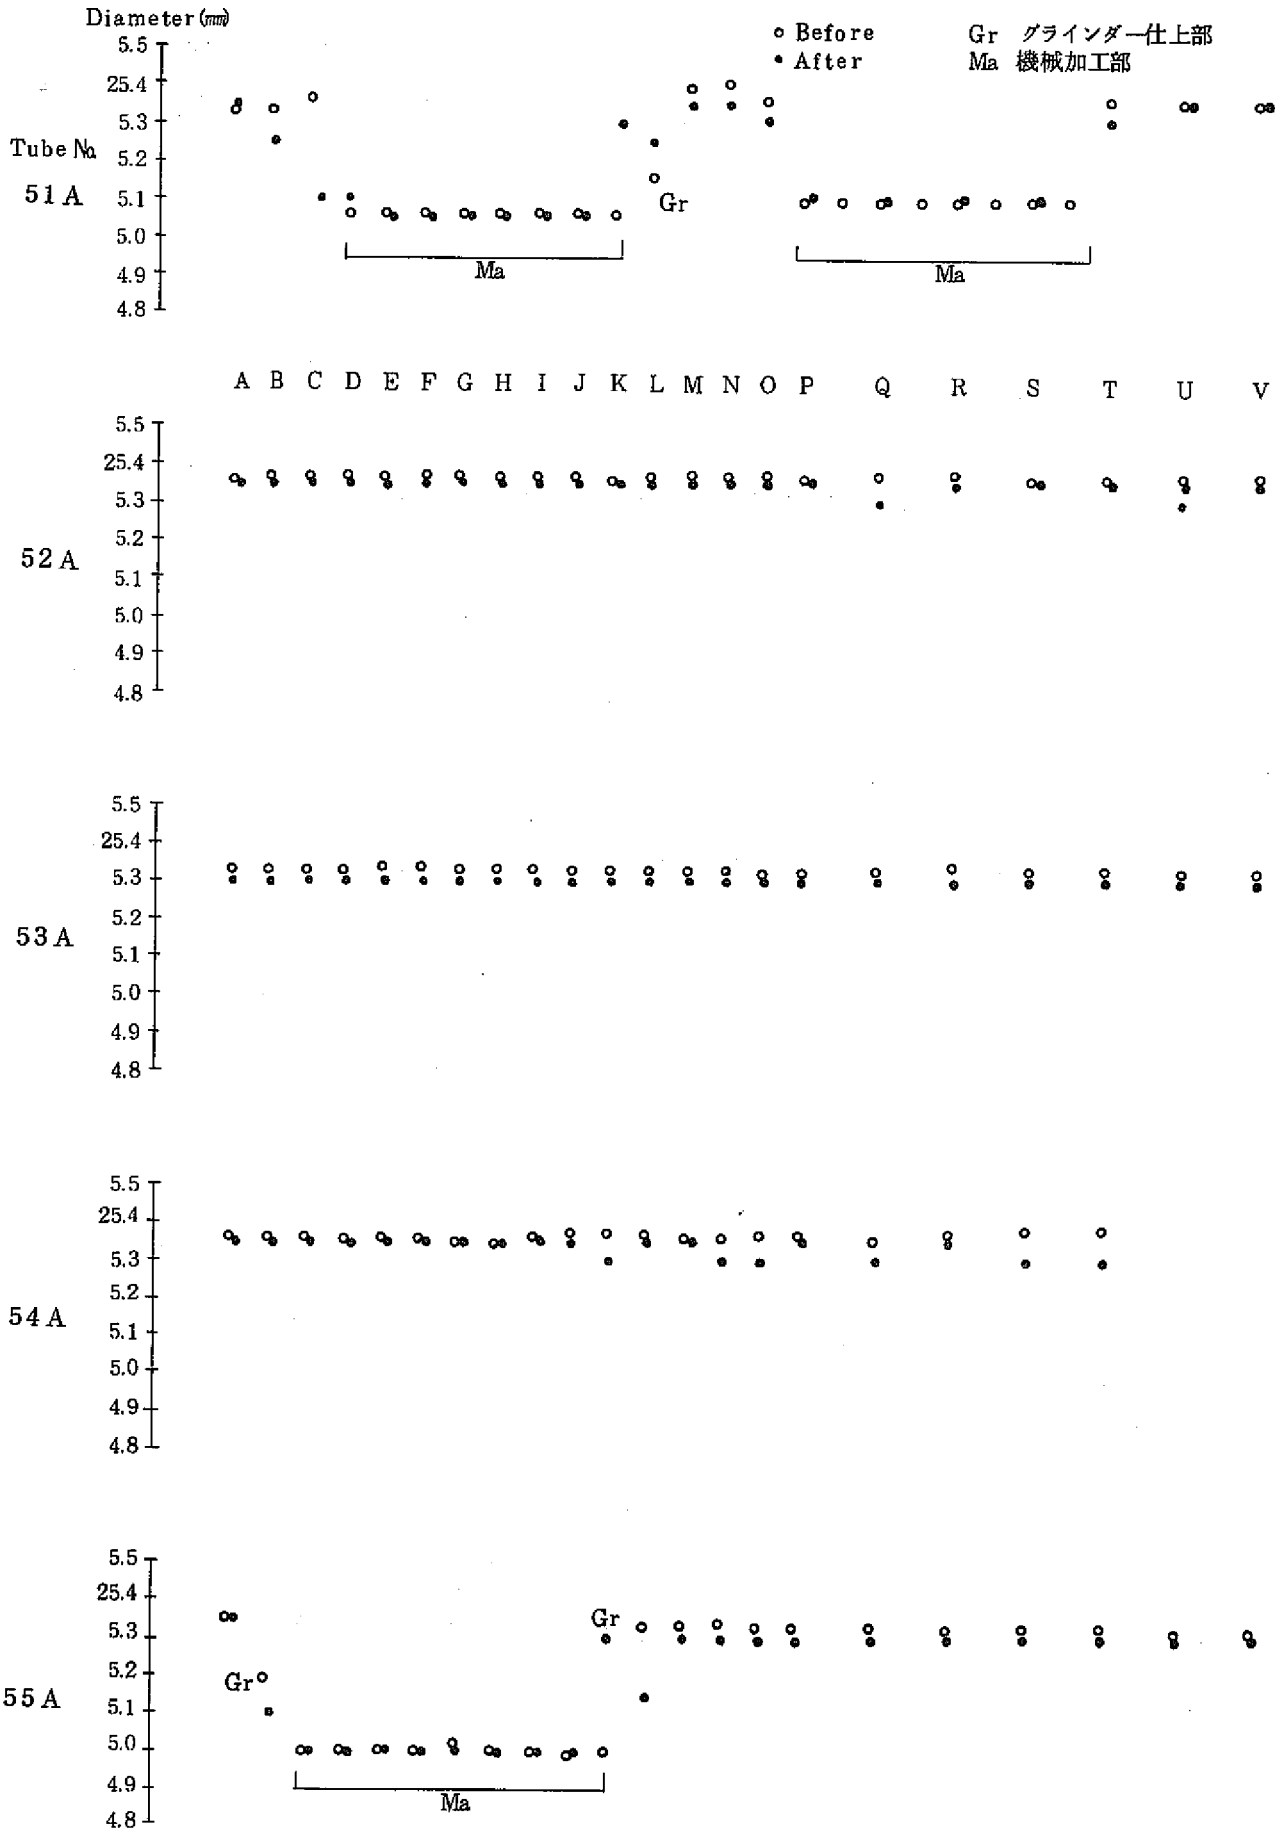 Diameter(mm)
○ Before
● After
Gr グラインダー仕上部
Ma 機械加工部
Tube No.
51A
5.5
25.4
5.3
5.2
5.1
5.0
4.9
4.8
Gr
Ma
Ma
A B C D E F G H I J K L M N O P Q R S T U V
52A
5.5
25.4
5.3
5.2
5.1
5.0
4.9
4.8
53A
5.5
25.4
5.3
5.2
5.1
5.0
4.9
4.8
54A
5.5
25.4
5.3
5.2
5.1
5.0
4.9
4.8
55A
5.5
25.4
5.3
5.2
5.1
5.0
4.9
4.8
Gr
Gr
Ma